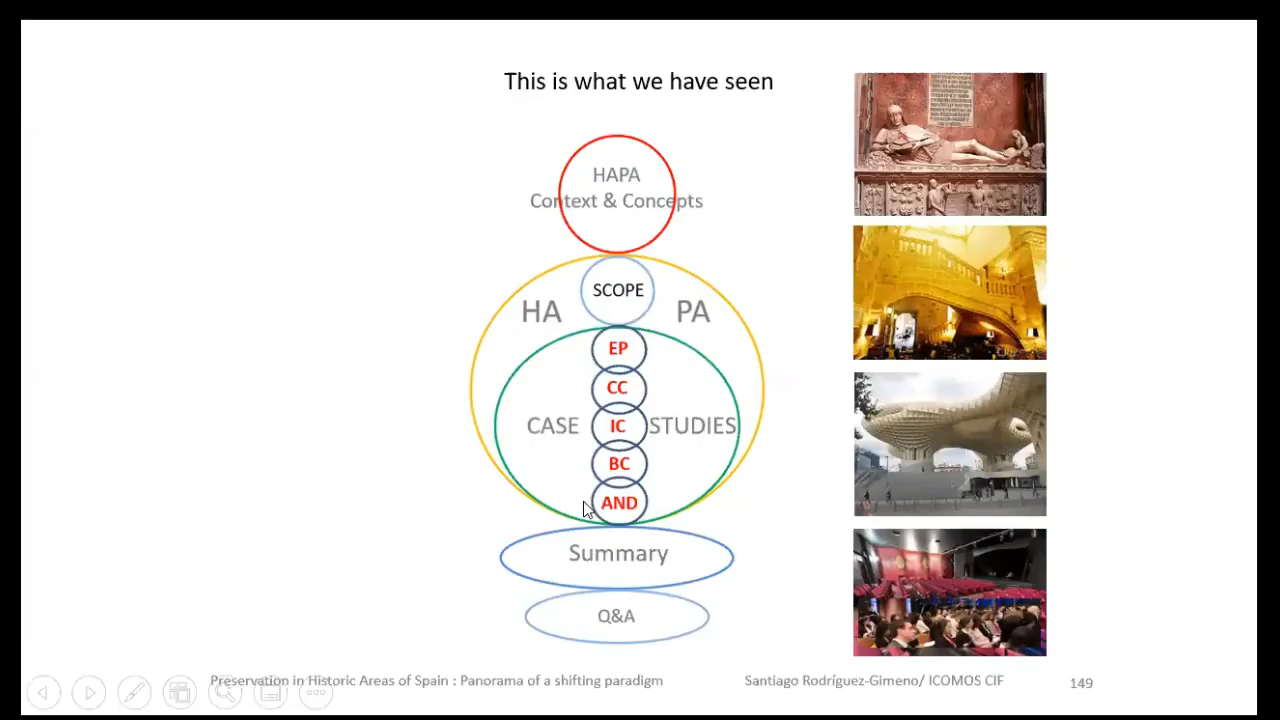 This is what we have seen
HAPA
Context & Concepts
SCOPE
HA PA
EP
CC
CASE IC STUDIES
BC
AND
Summary
Q&A
Preservation in Historic Areas of Spain : Panorama of a shifting paradigm Santiago Rodríguez-Gimeno/ ICOMOS CIF 149